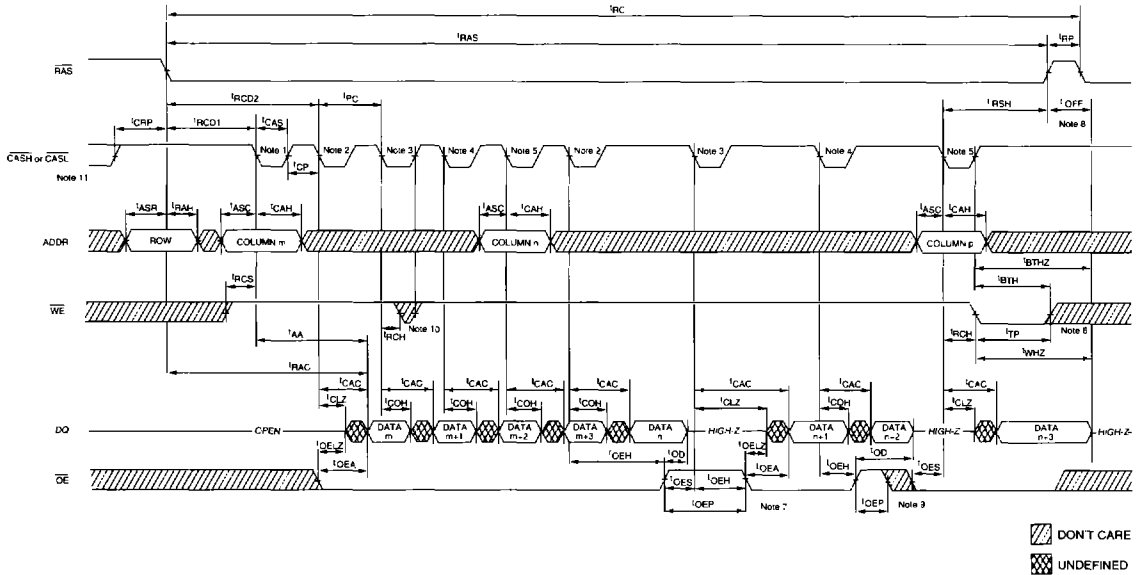 tRC
tRAS
tRP
RAS
tRCD2
tPC
tRSH
tOFF
Note 8
tCRP
tRCD1
tCAS
CASH or CASL
Note 1
Note 2
Note 3
Note 4
Note 5
Note 2
Note 3
Note 4
Note 5
Note 11
tCP
tASR
tRAH
tASC
tCAH
tASC
tCAH
tASC
tCAH
ADDR
ROW
COLUMN m
COLUMN n
COLUMN p
tBTHZ
tRCS
tBTH
WE
Note 10
Note 6
tRCH
tRCH
tTP
tAA
tWHZ
tRAC
tCAC
tCAC
tCAC
tCAC
tCAC
tCAC
tCAC
tCAC
tCLZ
tCOH
tCOH
tCOH
tCOH
tCLZ
tCOH
tCLZ
DQ
OPEN
DATA m
DATA m+1
DATA m+2
DATA m+3
DATA n
HIGH-Z
DATA n+1
DATA n+2
HIGH-Z
DATA n+3
HIGH-Z
tOELZ
tOEH
tOD
tOELZ
tOD
tOEA
tOEA
tOEH
tOES
OE
tOES
tOEH
tOEP
Note 7
tOEP
Note 9
DON'T CARE
UNDEFINED